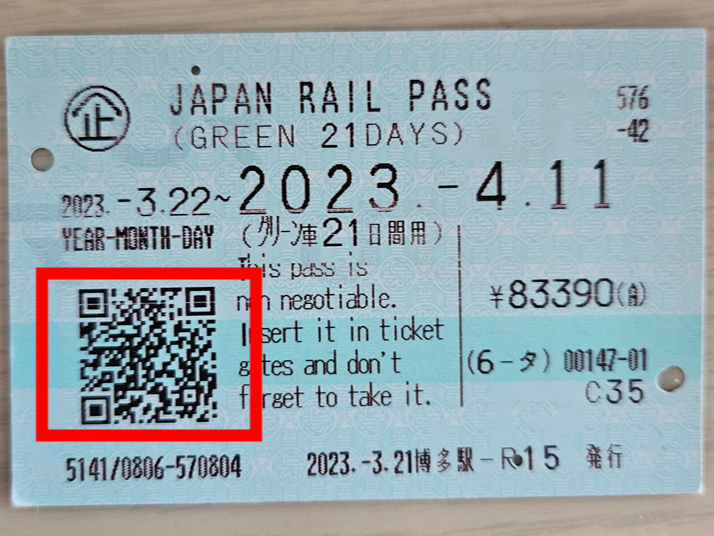 企
JAPAN RAIL PASS
576
(GREEN 21DAYS)
-42
2023.-3.22~2023.-4.11
YEAR-MONTH-DAY
(グリーン車21日間用)
This pass is
non negotiable.
¥83390
Insert it in ticket
gates and don't
(6-タ) 00147-01
forget to take it.
C35
5141/0806-570804
2023.-3.21博多駅-R15 発行